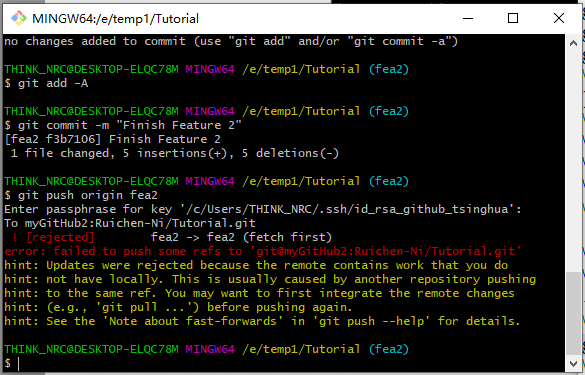 MINGW64:/e/temp1/Tutorial
no changes added to commit (use "git add" and/or "git commit -a")
THINK_NRC@DESKTOP-ELQC78M MINGW64 /e/temp1/Tutorial (fea2)
$ git add -A
THINK_NRC@DESKTOP-ELQC78M MINGW64 /e/temp1/Tutorial (fea2)
$ git commit -m "Finish Feature 2"
[fea2 f3b7106] Finish Feature 2
1 file changed, 5 insertions(+), 5 deletions(-)
THINK_NRC@DESKTOP-ELQC78M MINGW64 /e/temp1/Tutorial (fea2)
$ git push origin fea2
Enter passphrase for key '/c/Users/THINK_NRC/.ssh/id_rsa_github_tsinghua':
To myGitHub2:Ruichen-Ni/Tutorial.git
! [rejected] fea2 -> fea2 (fetch first)
error: failed to push some refs to 'git@myGitHub2:Ruichen-Ni/Tutorial.git'
hint: Updates were rejected because the remote contains work that you do
hint: not have locally. This is usually caused by another repository pushing
hint: to the same ref. You may want to first integrate the remote changes
hint: (e.g., 'git pull ...') before pushing again.
hint: See the 'Note about fast-forwards' in 'git push --help' for details.
THINK_NRC@DESKTOP-ELQC78M MINGW64 /e/temp1/Tutorial (fea2)
$